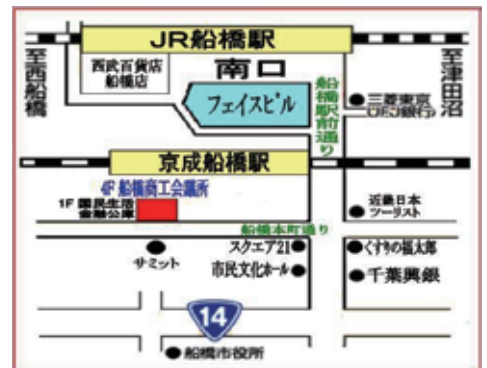 JR船橋駅
至西船橋
西武百貨店
船橋店
南口
至津田沼
フェイスビル
船橋駅前通り
三菱東京
UFJ銀行
京成船橋駅
4F 船橋商工会議所
1F 国民生活
金融公庫
近畿日本
ツーリスト
船橋本町通り
サミット
スクエア21
くすりの福太郎
市民文化ホール
千葉興銀
14
船橋市役所